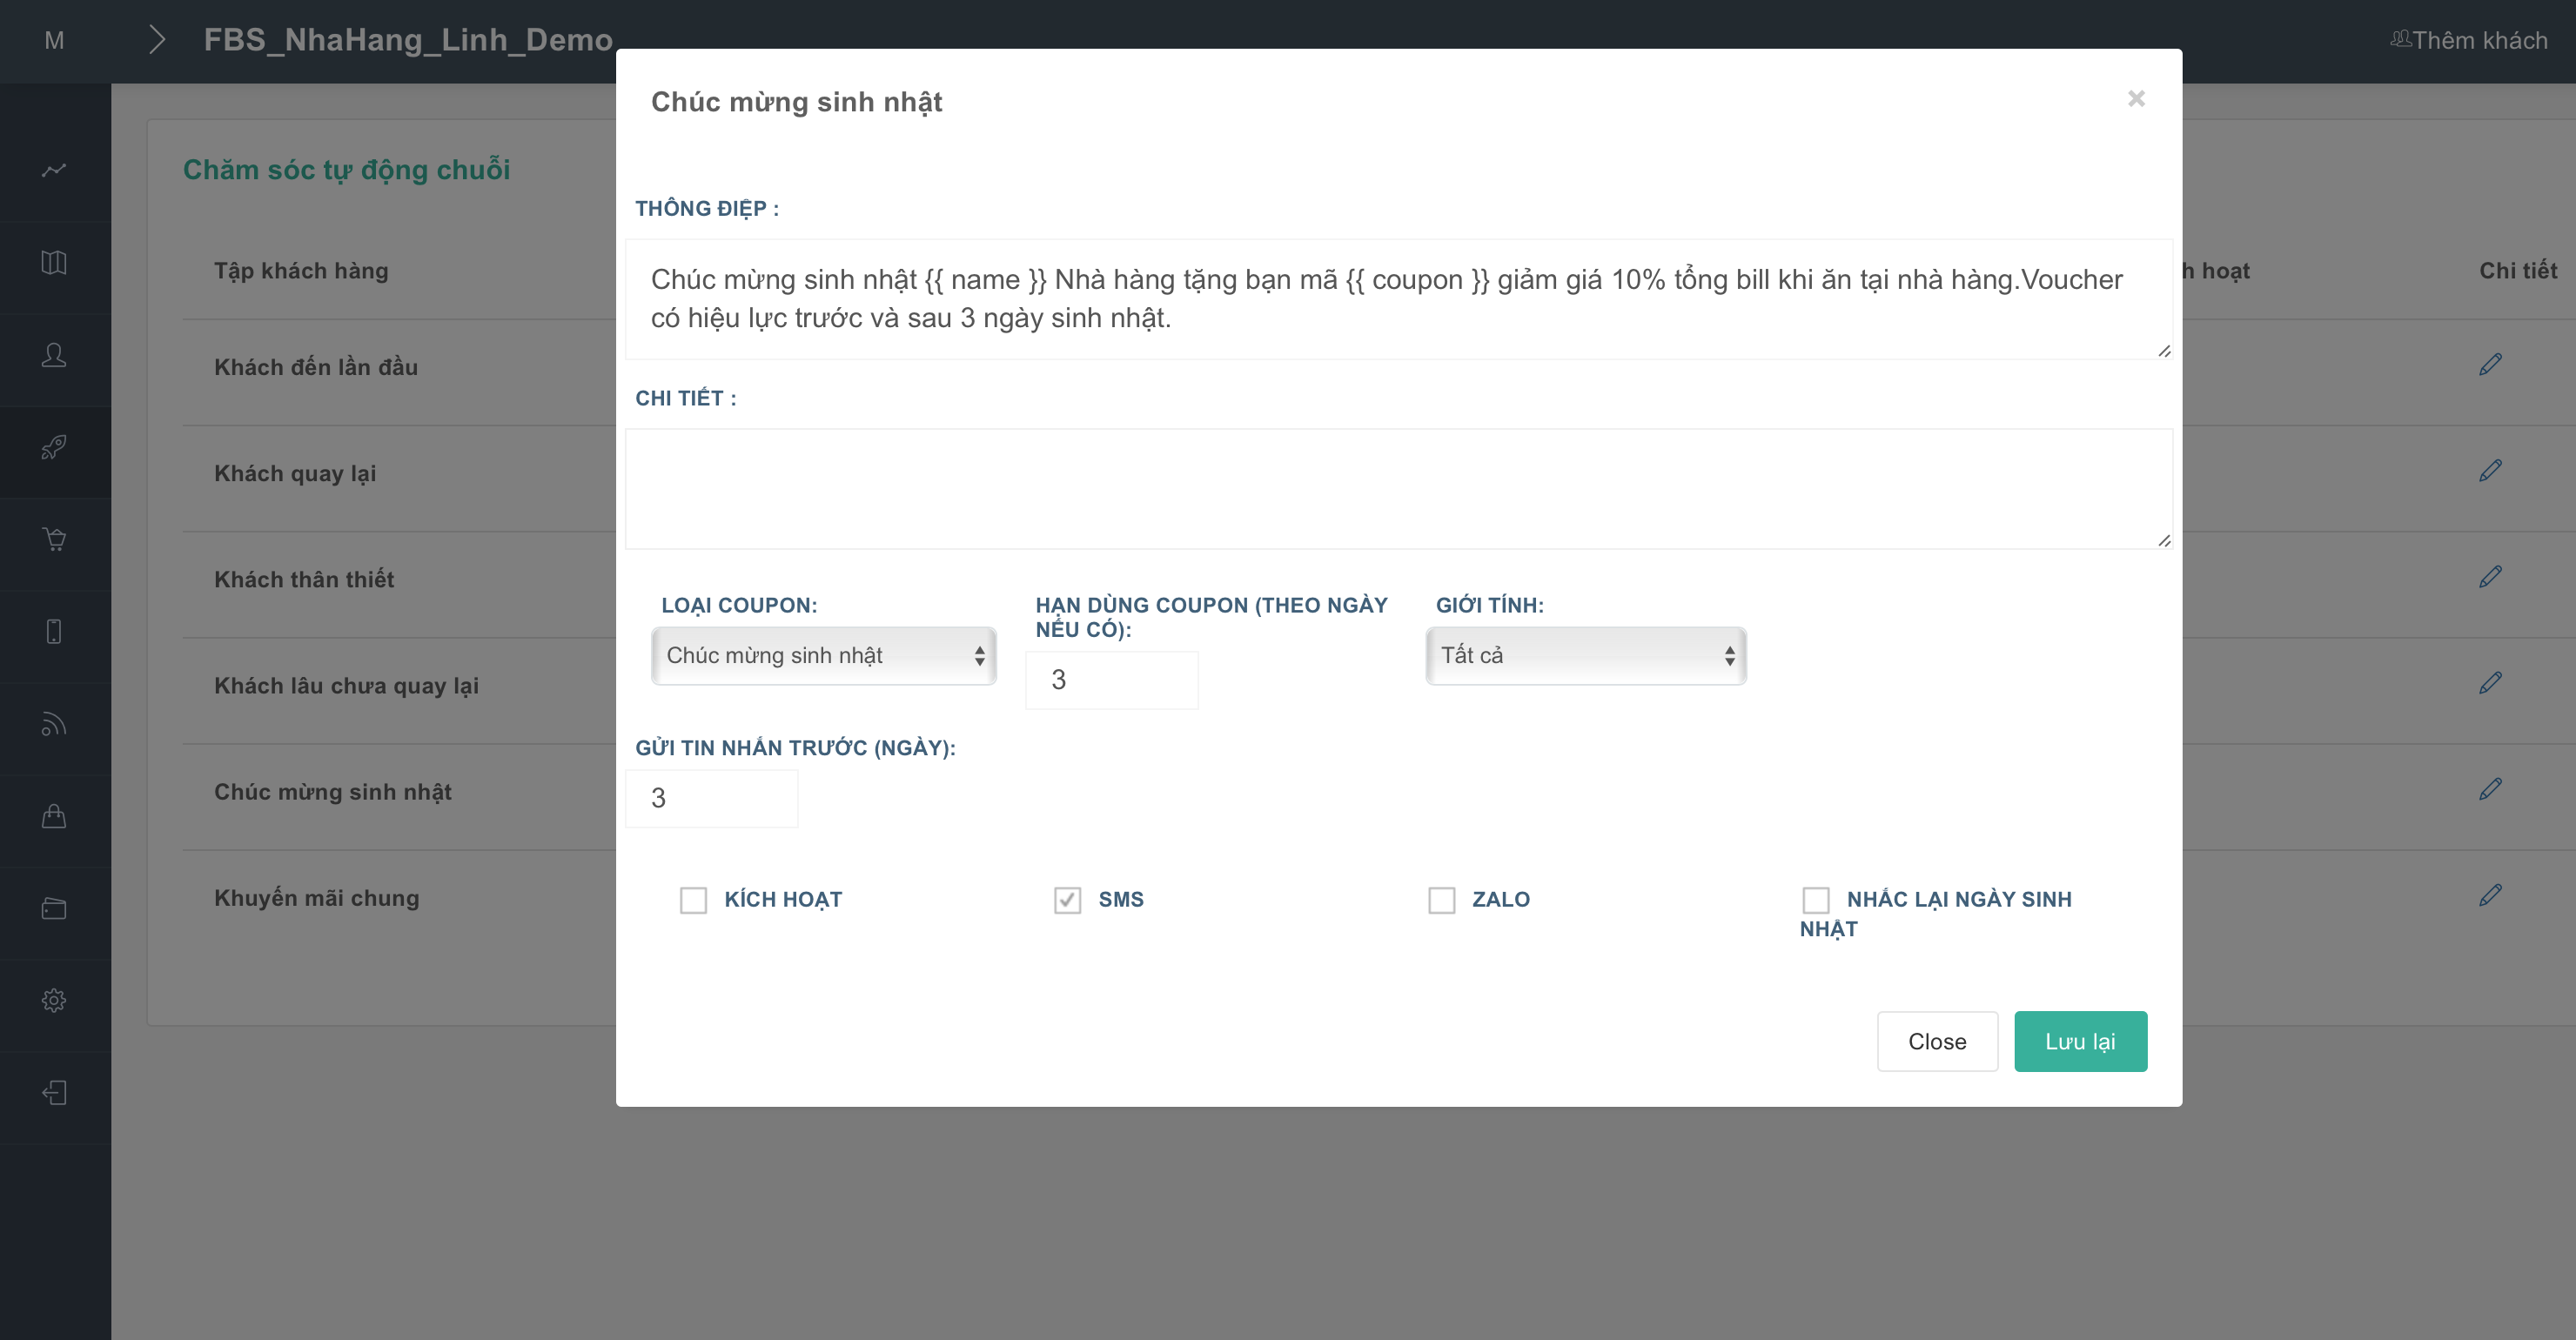 M
FBS_NhaHang_Linh_Demo
Thêm khách
Chăm sóc tự động chuỗi
Tập khách hàng
h hoạt
Chi tiết
Khách đến lần đầu
Khách quay lại
Khách thân thiết
Khách lâu chưa quay lại
Chúc mừng sinh nhật
Khuyến mãi chung
Chúc mừng sinh nhật
×
THÔNG ĐIỆP :
Chúc mừng sinh nhật {{ name }} Nhà hàng tặng bạn mã {{ coupon }} giảm giá 10% tổng bill khi ăn tại nhà hàng.Voucher
có hiệu lực trước và sau 3 ngày sinh nhật.
CHI TIẾT :
LOẠI COUPON:
Chúc mừng sinh nhật
HẠN DÙNG COUPON (THEO NGÀY
NẾU CÓ):
3
GIỚI TÍNH:
Tất cả
GỬI TIN NHẮN TRƯỚC (NGÀY):
3
KÍCH HOẠT
SMS
ZALO
NHẮC LẠI NGÀY SINH
NHẬT
Close
Lưu lại